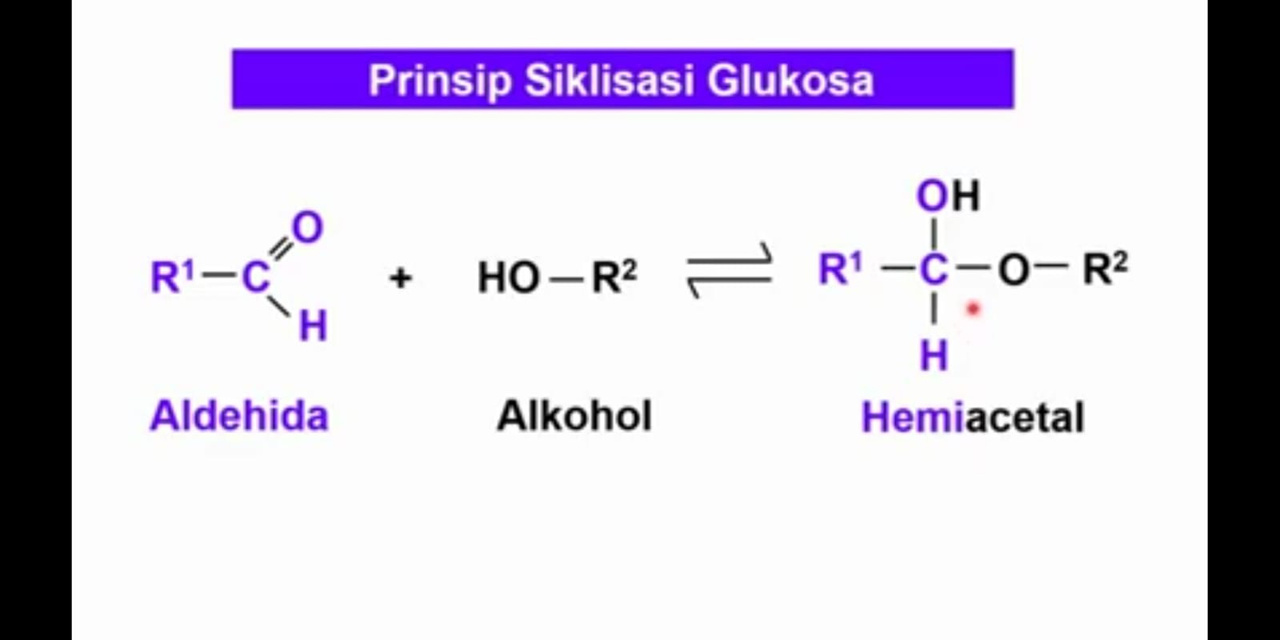 Prinsip Siklisasi Glukosa
R¹–C=O
H
+
HO–R²
⇌
OH
R¹–C–O–R²
H
Aldehida
Alkohol
Hemiacetal